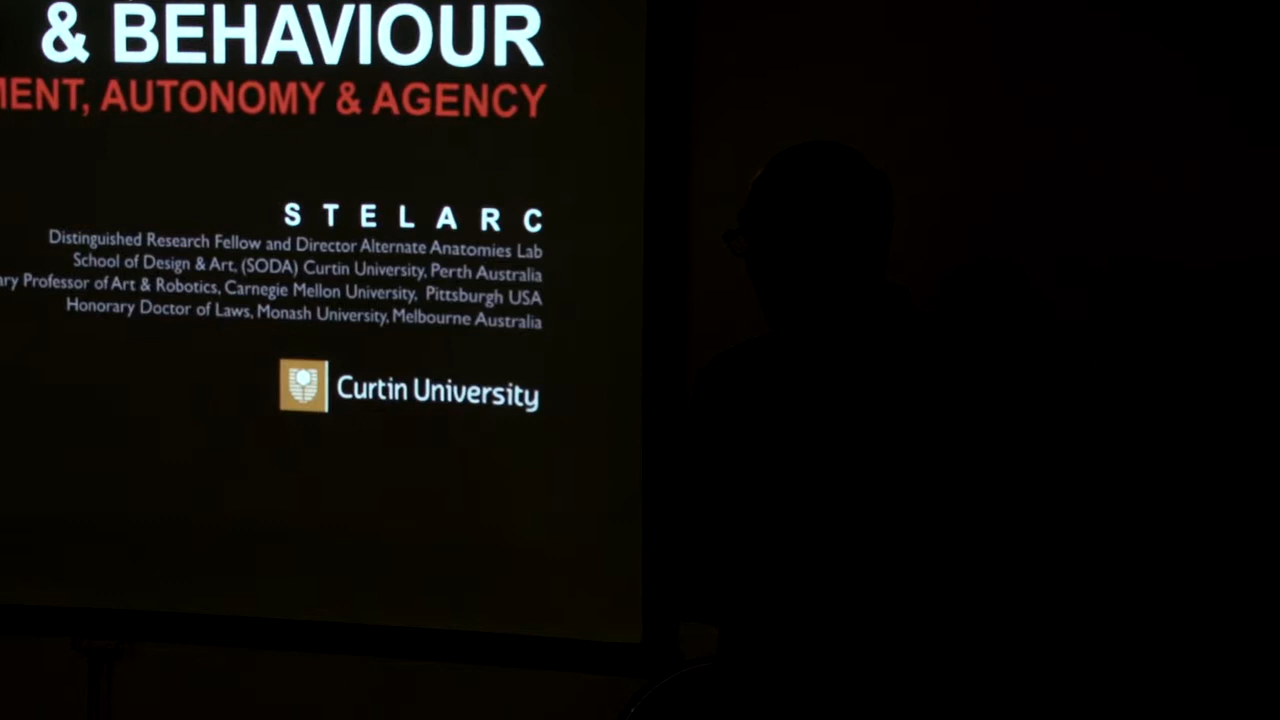 & BEHAVIOUR
MENT, AUTONOMY & AGENCY
STELARC
Distinguished Research Fellow and Director Alternate Anatomies Lab
School of Design & Art, (SODA) Curtin University, Perth Australia
ary Professor of Art & Robotics, Carnegie Mellon University, Pittsburgh USA
Honorary Doctor of Laws, Monash University, Melbourne Australia
Curtin University